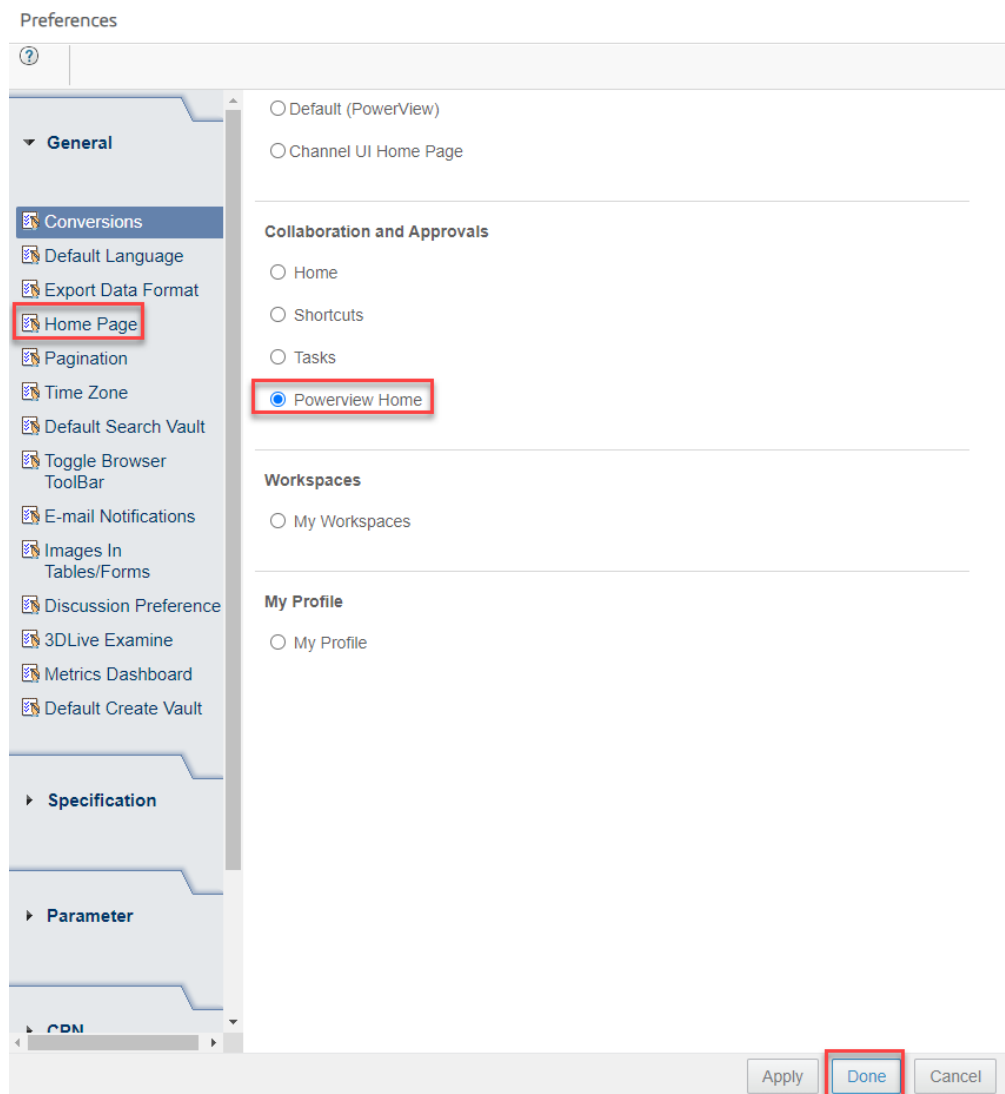 Preferences
General
Conversions
Default Language
Export Data Format
Home Page
Pagination
Time Zone
Default Search Vault
Toggle Browser
ToolBar
E-mail Notifications
Images In
Tables/Forms
Discussion Preference
3DLive Examine
Metrics Dashboard
Default Create Vault
Specification
Parameter
CPN
Default (PowerView)
Channel UI Home Page
Collaboration and Approvals
Home
Shortcuts
Tasks
Powerview Home
Workspaces
My Workspaces
My Profile
My Profile
Apply
Done
Cancel